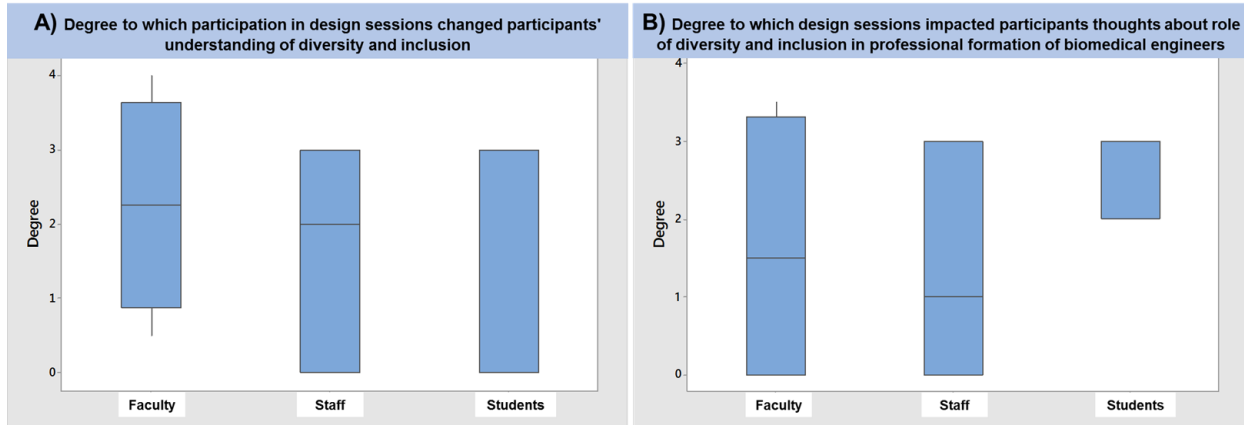 A) Degree to which participation in design sessions changed participants'
understanding of diversity and inclusion
4
3
2
1
0
Degree
Faculty
Staff
Students
B) Degree to which design sessions impacted participants thoughts about role
of diversity and inclusion in professional formation of biomedical engineers
4
3
2
1
0
Degree
Faculty
Staff
Students